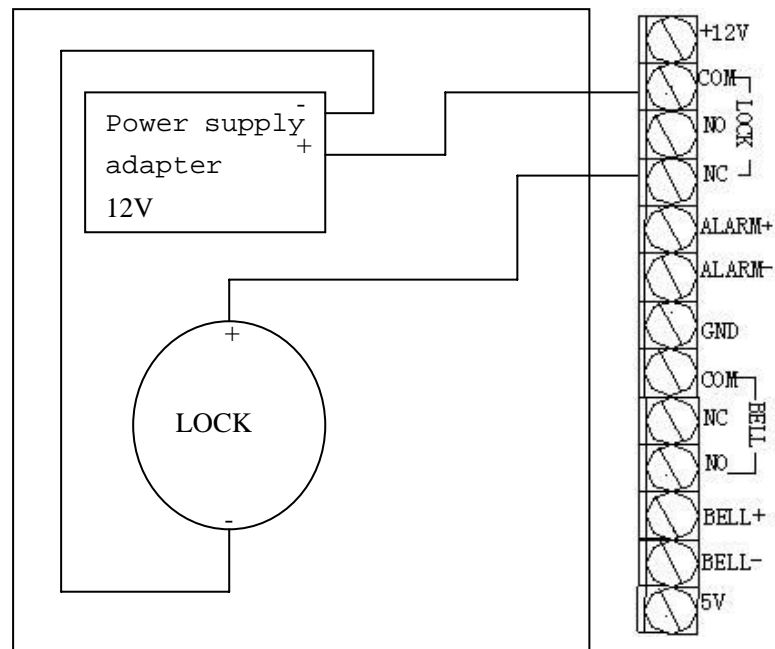 -
Power supply
+
adapter
12V
+
LOCK
-
+12V
COM
NO
NC
LOCK
ALARM+
ALARM-
GND
COM
NC
NO
BELL
BELL+
BELL-
5V